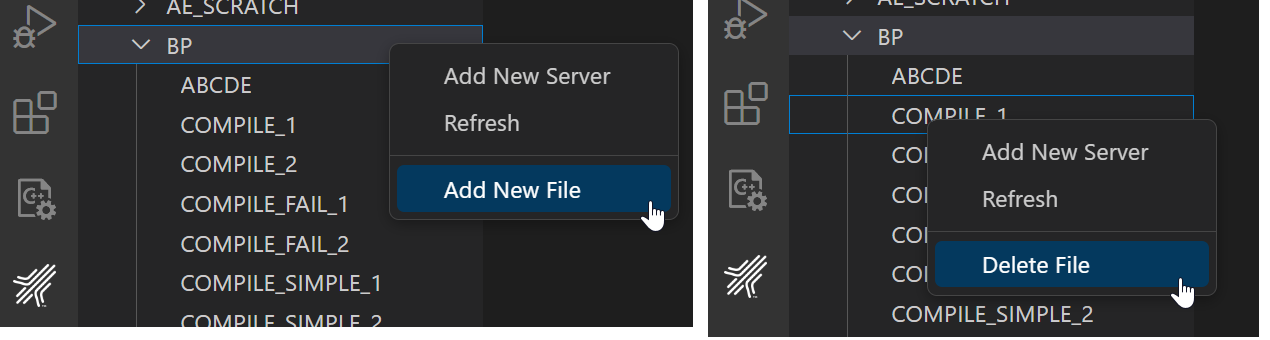 AE_SCRATCH
BP
ABCDE
COMPILE_1
COMPILE_2
COMPILE_FAIL_1
COMPILE_FAIL_2
COMPILE_SIMPLE_1
COMPILE_SIMPLE_2
Add New Server
Refresh
Add New File
AE_SCRATCH
BP
ABCDE
COMPILE_1
COMPILE_SIMPLE_2
Add New Server
Refresh
Delete File